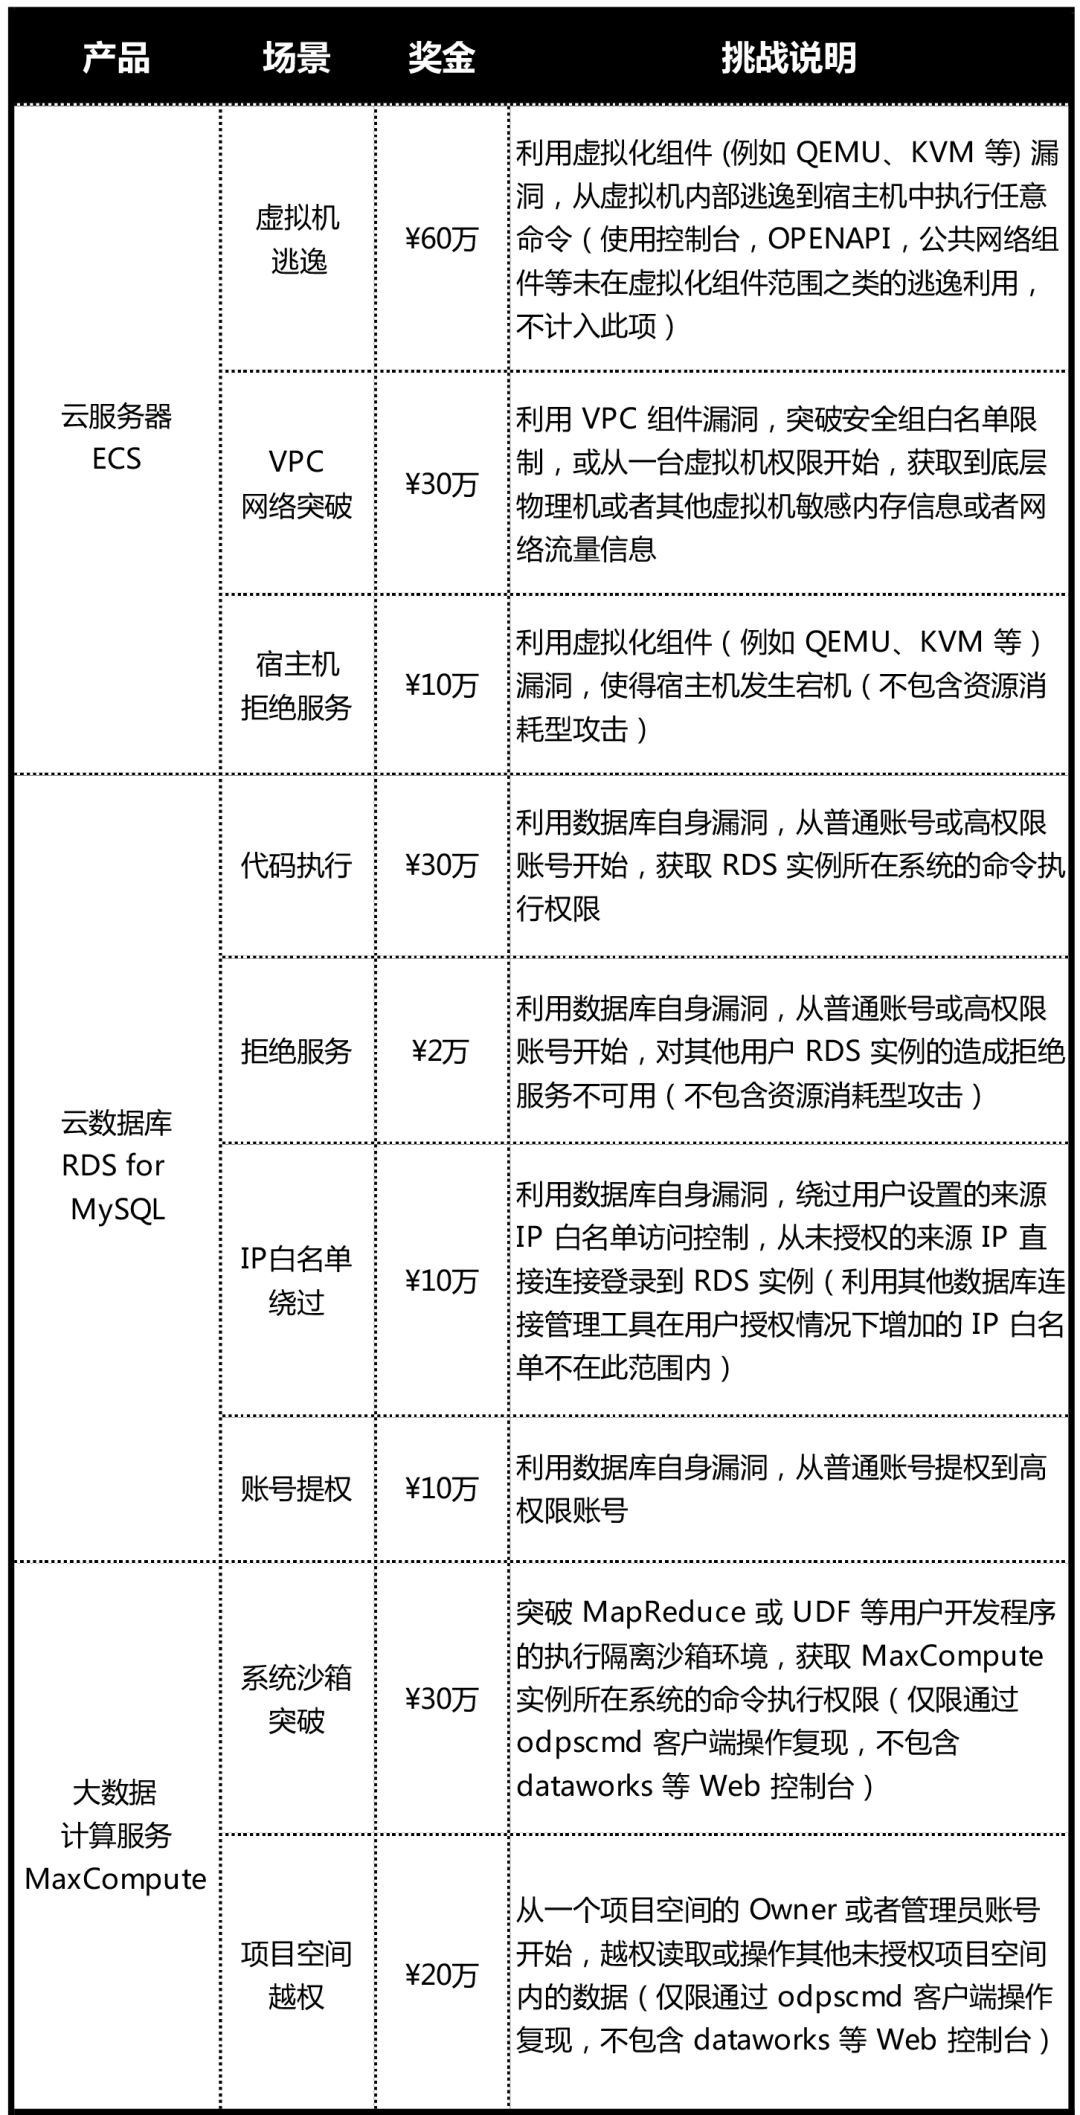 产品 场景 奖金 挑战说明
云服务器
ECS
虚拟机
逃逸
¥60万
利用虚拟化组件 (例如 QEMU、KVM 等) 漏
洞，从虚拟机内部逃逸到宿主机中执行任意
命令（使用控制台，OPENAPI，公共网络组
件等未在虚拟化组件范围之类的逃逸利用，
不计入此项）
VPC
网络突破
¥30万
利用 VPC 组件漏洞，突破安全组白名单限
制，或从一台虚拟机权限开始，获取到底层
物理机或者其他虚拟机敏感内存信息或者网
络流量信息
宿主机
拒绝服务
¥10万
利用虚拟化组件（例如 QEMU、KVM 等）
漏洞，使得宿主机发生宕机（不包含资源消
耗型攻击）
云数据库
RDS for
MySQL
代码执行
¥30万
利用数据库自身漏洞，从普通账号或高权限
账号开始，获取 RDS 实例所在系统的命令执
行权限
拒绝服务
¥2万
利用数据库自身漏洞，从普通账号或高权限
账号开始，对其他用户 RDS 实例的造成拒绝
服务不可用（不包含资源消耗型攻击）
IP白名单
绕过
¥10万
利用数据库自身漏洞，绕过用户设置的来源
IP 白名单访问控制，从未授权的来源 IP 直
接连接登录到 RDS 实例（利用其他数据库连
接管理工具在用户授权情况下增加的 IP 白名
单不在此范围内）
账号提权
¥10万
利用数据库自身漏洞，从普通账号提权到高
权限账号
大数据
计算服务
MaxCompute
系统沙箱
突破
¥30万
突破 MapReduce 或 UDF 等用户开发程序
的执行隔离沙箱环境，获取 MaxCompute
实例所在系统的命令执行权限（仅限通过
odpscmd 客户端操作复现，不包含
dataworks 等 Web 控制台）
项目空间
越权
¥20万
从一个项目空间的 Owner 或者管理员账号
开始，越权读取或操作其他未授权项目空间
内的数据（仅限通过 odpscmd 客户端操作
复现，不包含 dataworks 等 Web 控制台）